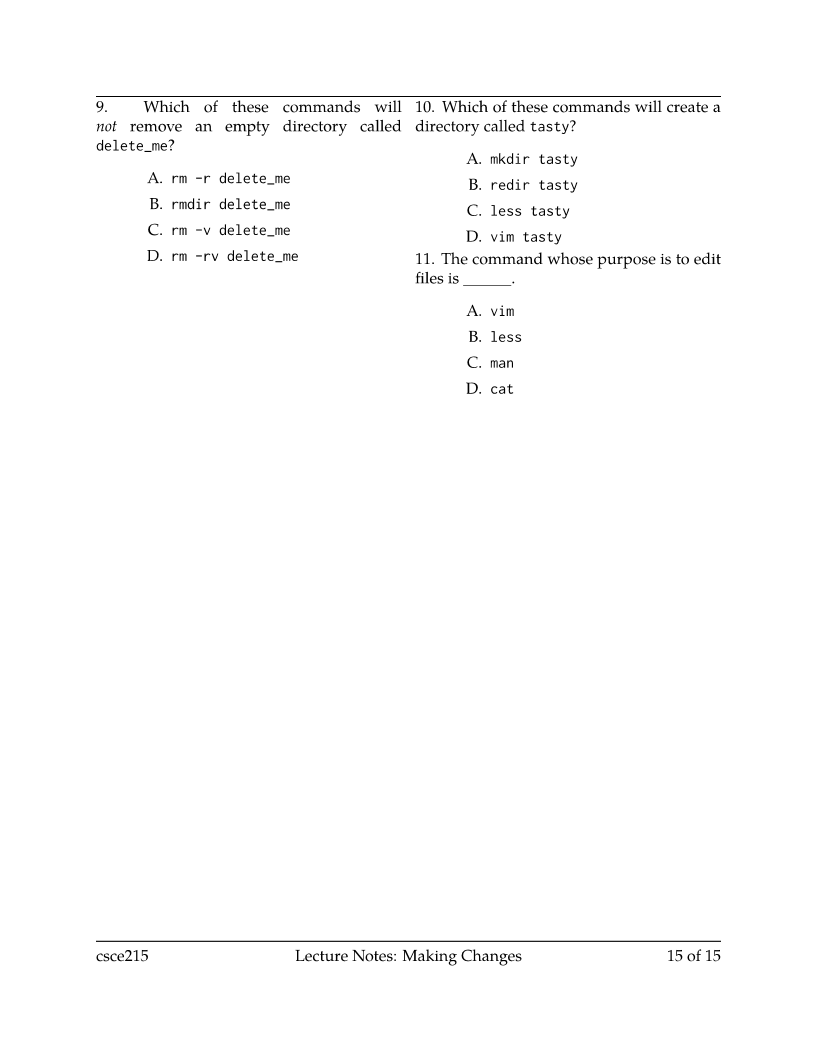 9. Which of these commands will
not remove an empty directory called
delete_me?
A. rm -r delete_me
B. rmdir delete_me
C. rm -v delete_me
D. rm -rv delete_me
10. Which of these commands will create a
directory called tasty?
A. mkdir tasty
B. redir tasty
C. less tasty
D. vim tasty
11. The command whose purpose is to edit
files is ______.
A. vim
B. less
C. man
D. cat
csce215 Lecture Notes: Making Changes 15 of 15